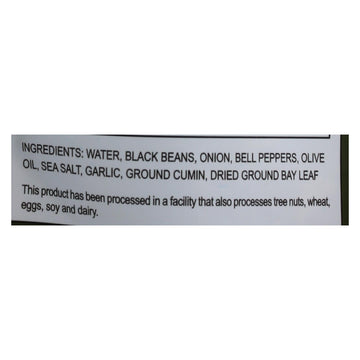 INGREDIENTS: WATER, BLACK BEANS, ONION, BELL PEPPERS, OLIVE
OIL, SEA SALT, GARLIC, GROUND CUMIN, DRIED GROUND BAY LEAF
This product has been processed in a facility that also processes tree nuts, wheat,
eggs, soy and dairy.